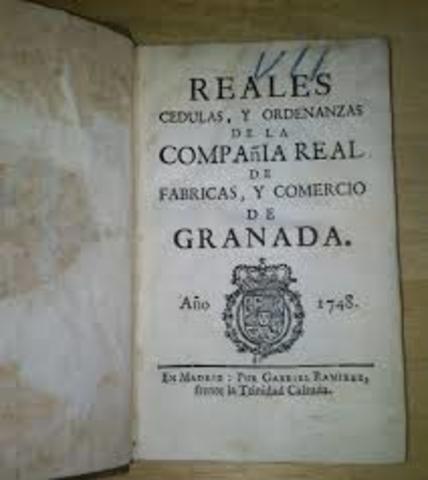 VII
REALES
CEDULAS, Y ORDENANZAS
DE LA
COMPAñIA REAL
DE
FABRICAS, Y COMERCIO
DE
GRANADA.
Año 1748.
EN MADRID: POR GABRIEL RAMIREZ,
frente la Trinidad Calzada.